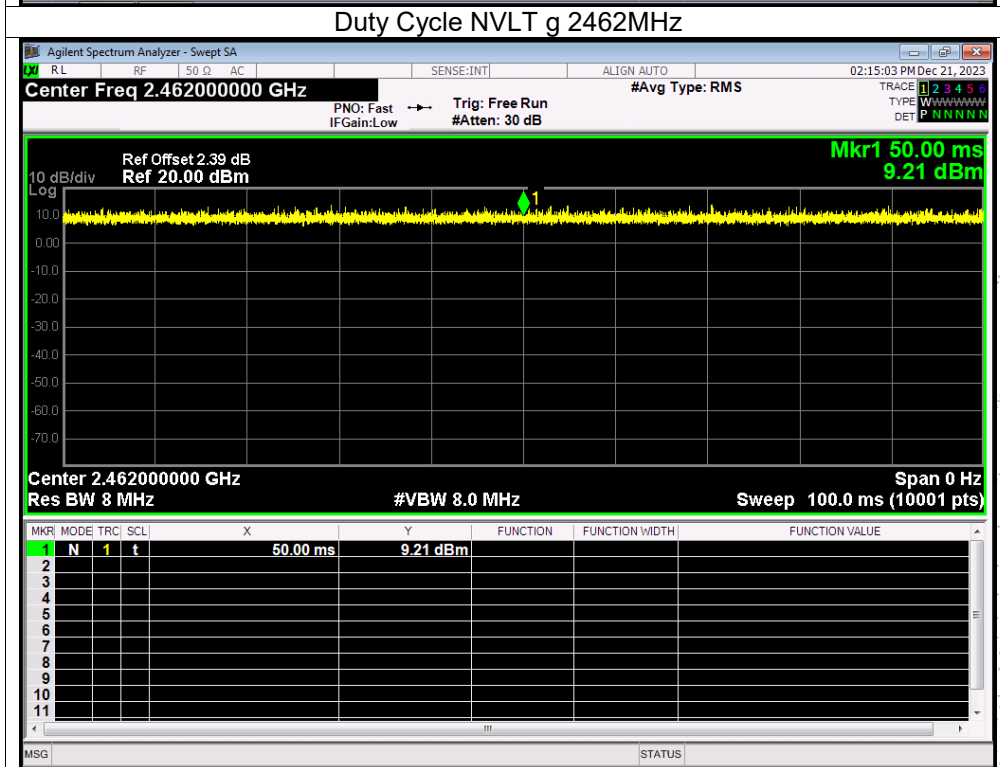 Duty Cycle NVLT g 2462MHz
Agilent Spectrum Analyzer - Swept SA
LXI RL RF 50 Ω AC SENSE:INT ALIGN AUTO 02:15:03 PM Dec 21, 2023
Center Freq 2.462000000 GHz #Avg Type: RMS TRACE 1 2 3 4 5 6
PNO: Fast Trig: Free Run TYPE WWWWWW
IFGain:Low #Atten: 30 dB DET P N N N N N
Mkr1 50.00 ms
Ref Offset 2.39 dB
10 dB/div Ref 20.00 dBm 9.21 dBm
Log
1
10.0
0.00
-10.0
-20.0
-30.0
-40.0
-50.0
-60.0
-70.0
Center 2.462000000 GHz Span 0 Hz
Res BW 8 MHz #VBW 8.0 MHz Sweep 100.0 ms (10001 pts)
MKR MODE TRC SCL X Y FUNCTION FUNCTION WIDTH FUNCTION VALUE
1 N 1 t 50.00 ms 9.21 dBm
2
3
4
5
6
7
8
9
10
11
MSG STATUS